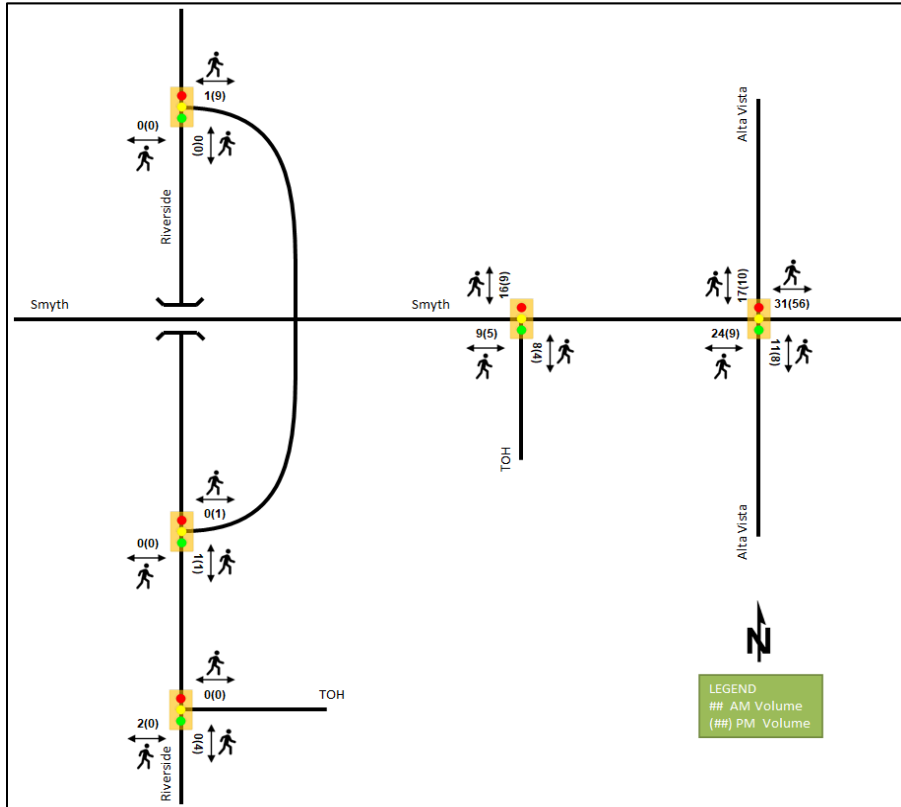 1(9)
0(0)
0(0)
Riverside
Alta Vista
Smyth
Smyth
16(9)
17(10)
31(56)
9(5)
8(4)
24(9)
11(8)
TOH
Alta Vista
0(1)
0(0)
1(1)
N
0(0)
TOH
2(0)
0(4)
Riverside
LEGEND
## AM Volume
(##) PM Volume